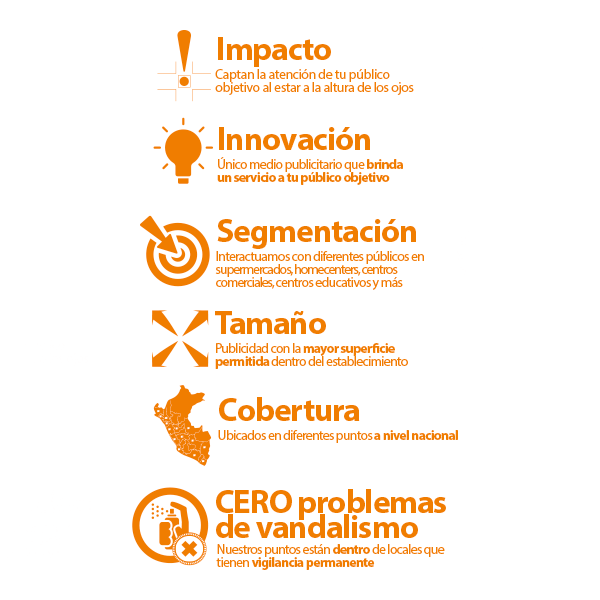 Impacto
Captan la atención de tu público
objetivo al estar a la altura de los ojos
Innovación
Único medio publicitario que brinda
un servicio a tu público objetivo
Segmentación
Interactuamos con diferentes públicos en
supermercados, homecenters, centros
comerciales, centros educativos y más
Tamaño
Publicidad con la mayor superficie
permitida dentro del establecimiento
Cobertura
Ubicados en diferentes puntos a nivel nacional
CERO problemas
de vandalismo
Nuestros puntos están dentro de locales que
tienen vigilancia permanente